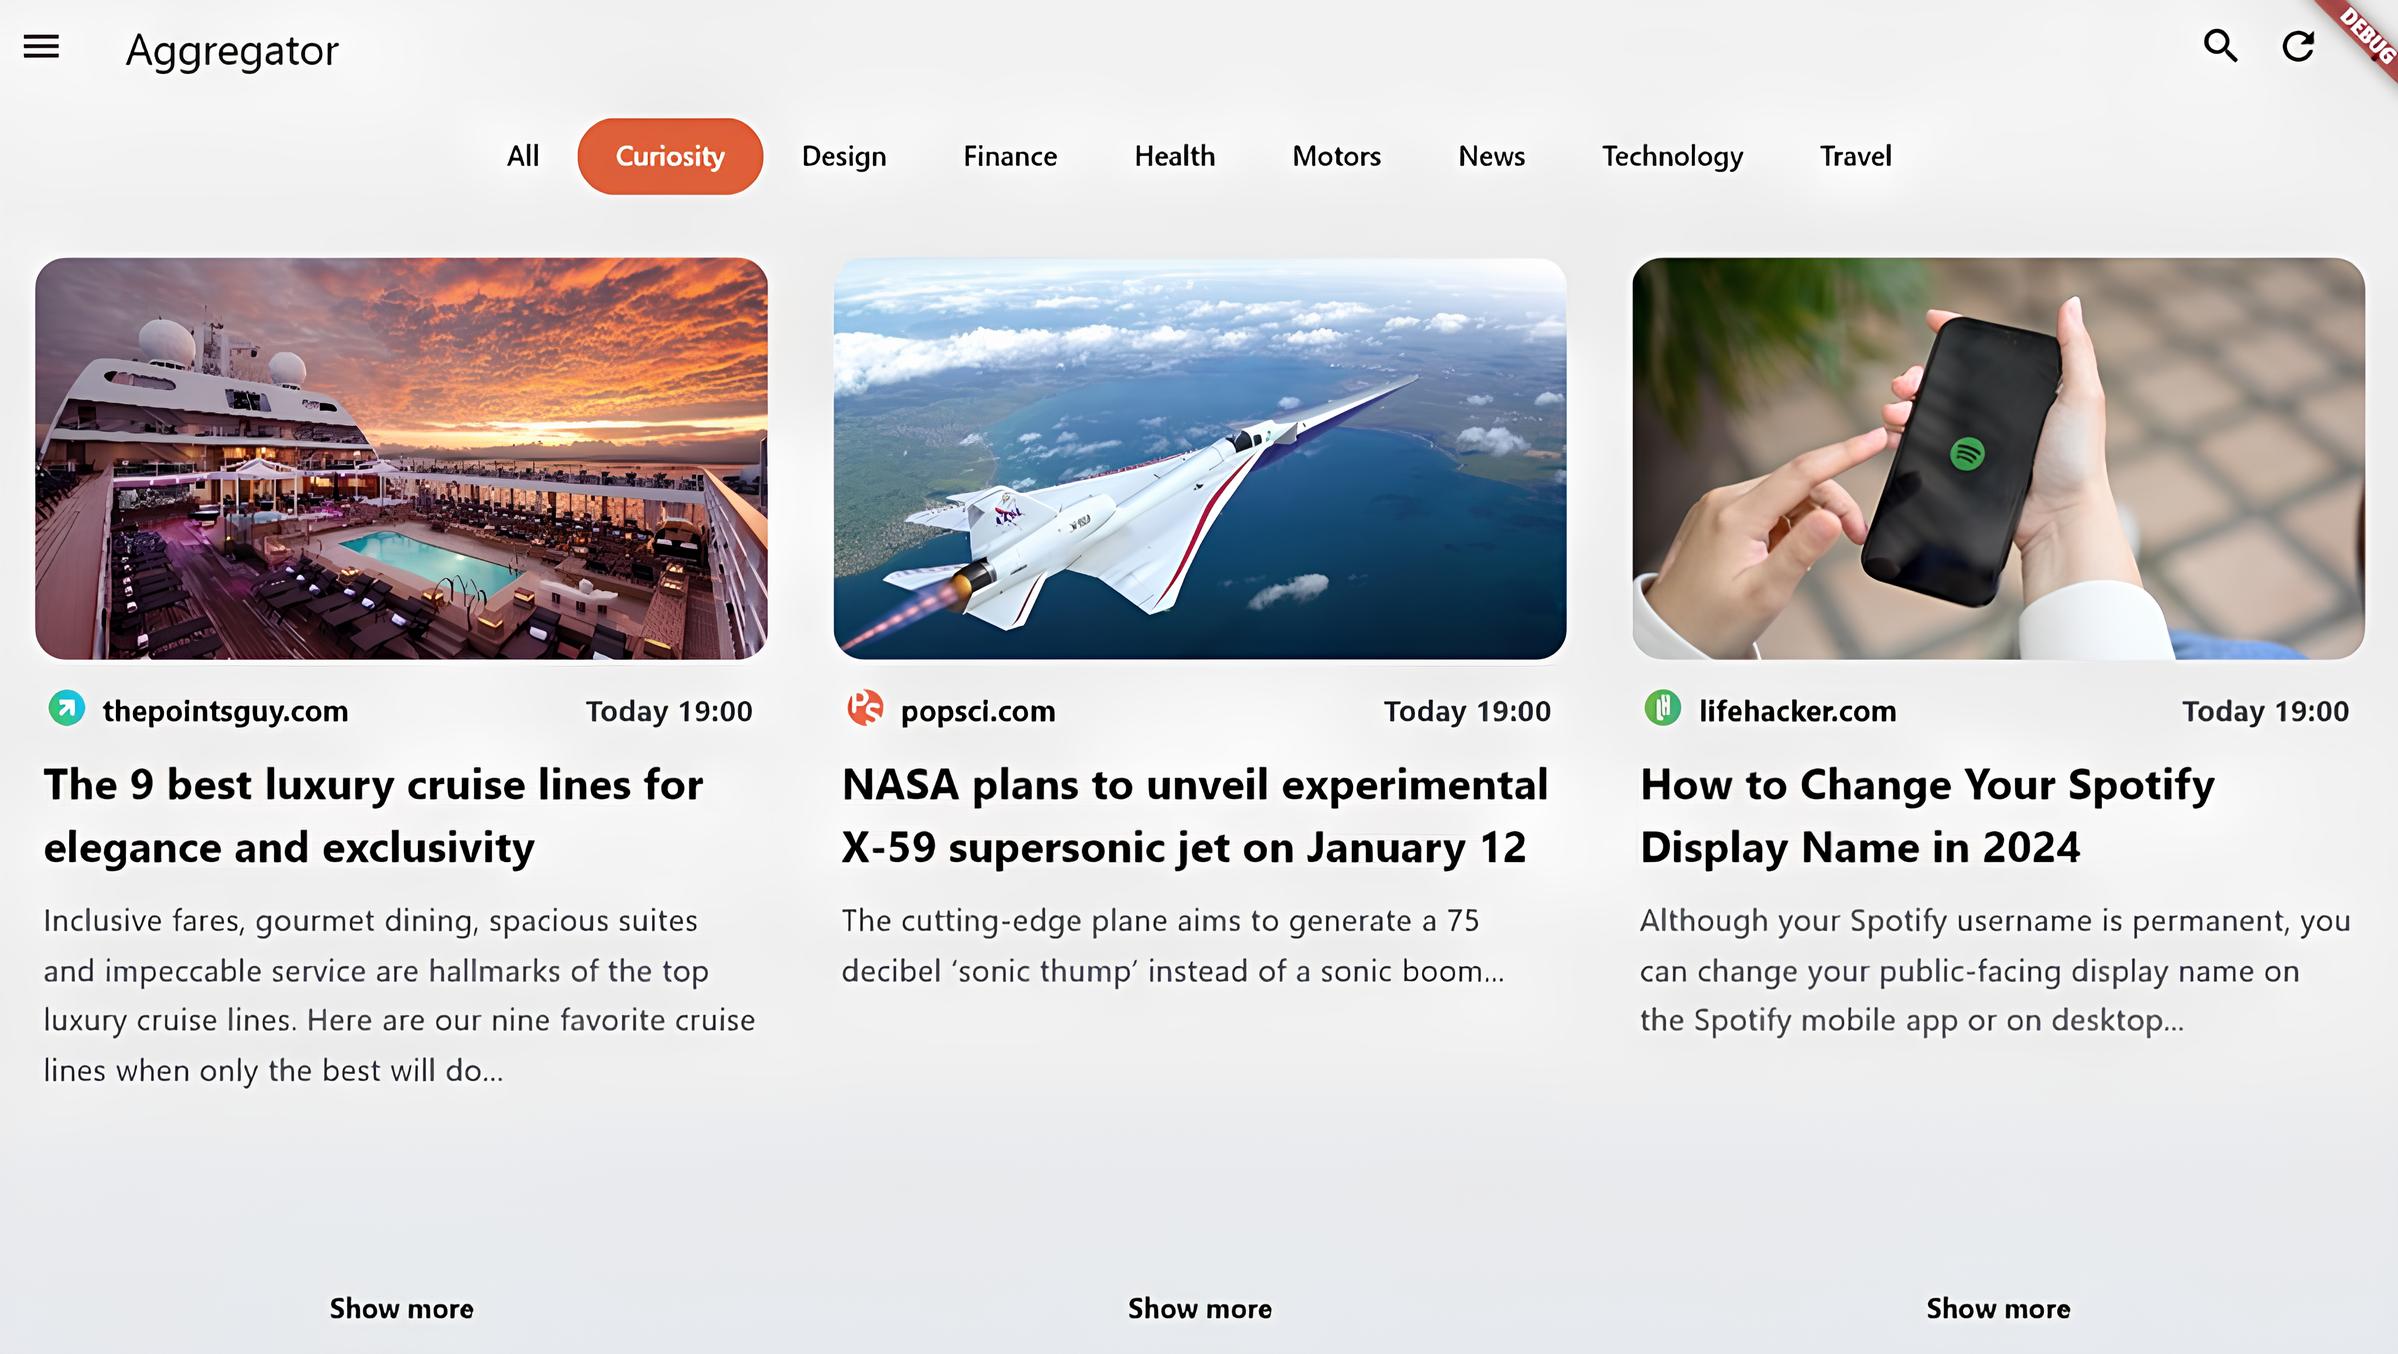 Aggregator
DEBUG
All
Curiosity
Design
Finance
Health
Motors
News
Technology
Travel
thepointsguy.com
Today 19:00
The 9 best luxury cruise lines for
elegance and exclusivity
Inclusive fares, gourmet dining, spacious suites
and impeccable service are hallmarks of the top
luxury cruise lines. Here are our nine favorite cruise
lines when only the best will do...
Show more
PS
popsci.com
Today 19:00
NASA plans to unveil experimental
X-59 supersonic jet on January 12
The cutting-edge plane aims to generate a 75
decibel ‘sonic thump’ instead of a sonic boom...
Show more
lifehacker.com
Today 19:00
How to Change Your Spotify
Display Name in 2024
Although your Spotify username is permanent, you
can change your public-facing display name on
the Spotify mobile app or on desktop...
Show more